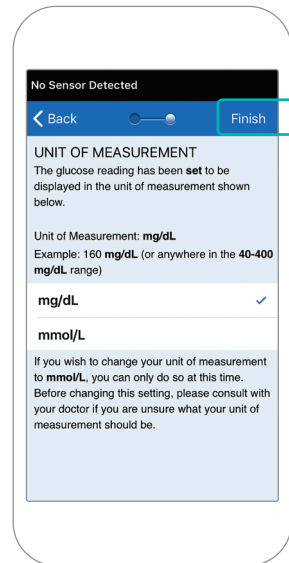 No Sensor Detected
Back
Finish
UNIT OF MEASUREMENT
The glucose reading has been set to be
displayed in the unit of measurement shown
below.
Unit of Measurement: mg/dL
Example: 160 mg/dL (or anywhere in the 40-400
mg/dL range)
mg/dL
mmol/L
If you wish to change your unit of measurement
to mmol/L, you can only do so at this time.
Before changing this setting, please consult with
your doctor if you are unsure what your unit of
measurement should be.